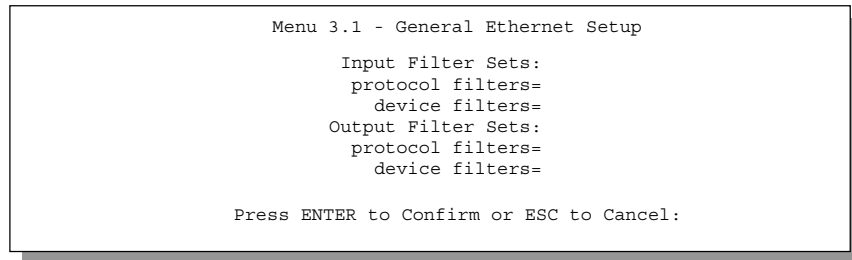 Menu 3.1 - General Ethernet Setup
Input Filter Sets:
protocol filters=
device filters=
Output Filter Sets:
protocol filters=
device filters=
Press ENTER to Confirm or ESC to Cancel: